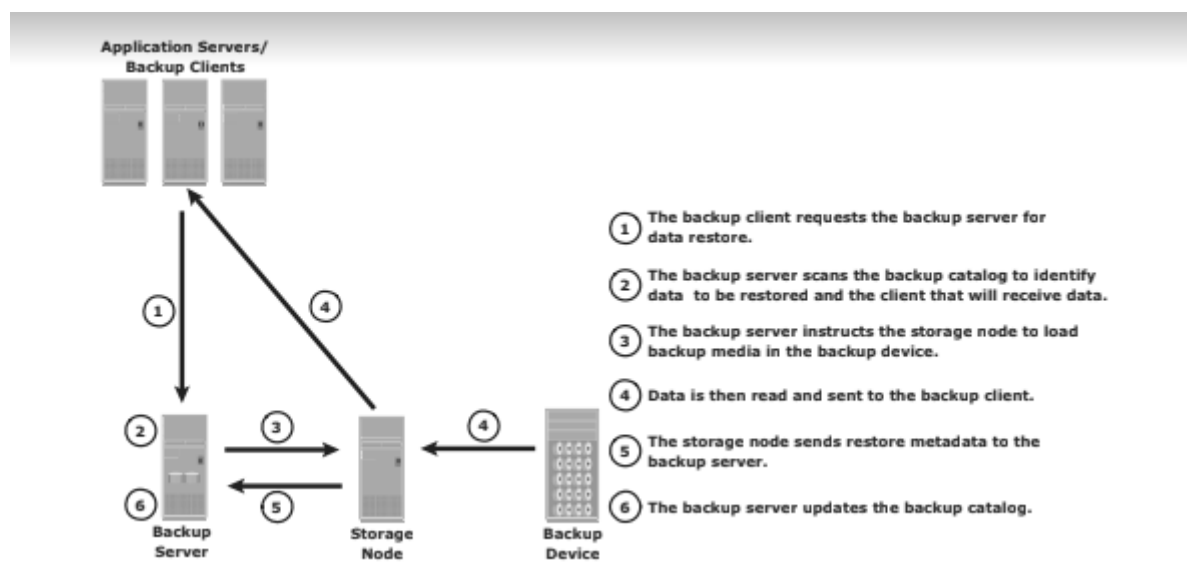 Application Servers/
Backup Clients
1
4
2
3
4
6
5
Backup
Server
Storage
Node
Backup
Device
1 The backup client requests the backup server for
data restore.
2 The backup server scans the backup catalog to identify
data to be restored and the client that will receive data.
3 The backup server instructs the storage node to load
backup media in the backup device.
4 Data is then read and sent to the backup client.
5 The storage node sends restore metadata to the
backup server.
6 The backup server updates the backup catalog.